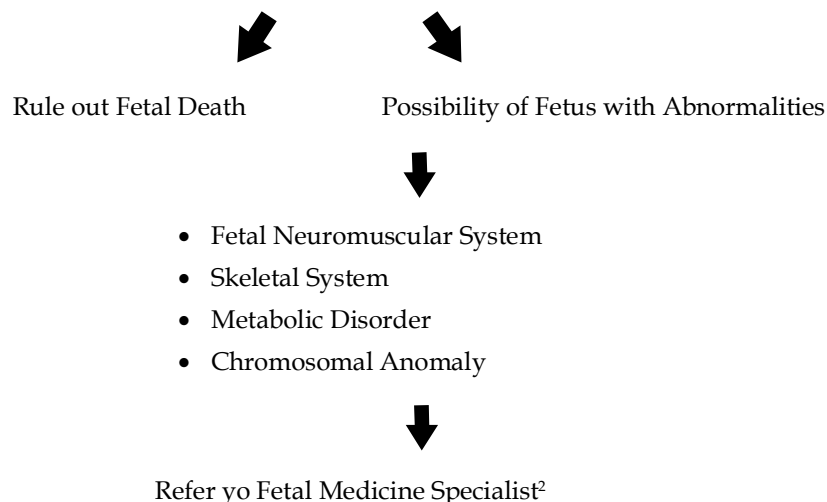 Rule out Fetal Death
Possibility of Fetus with Abnormalities
• Fetal Neuromuscular System
• Skeletal System
• Metabolic Disorder
• Chromosomal Anomaly
Refer yo Fetal Medicine Specialist²